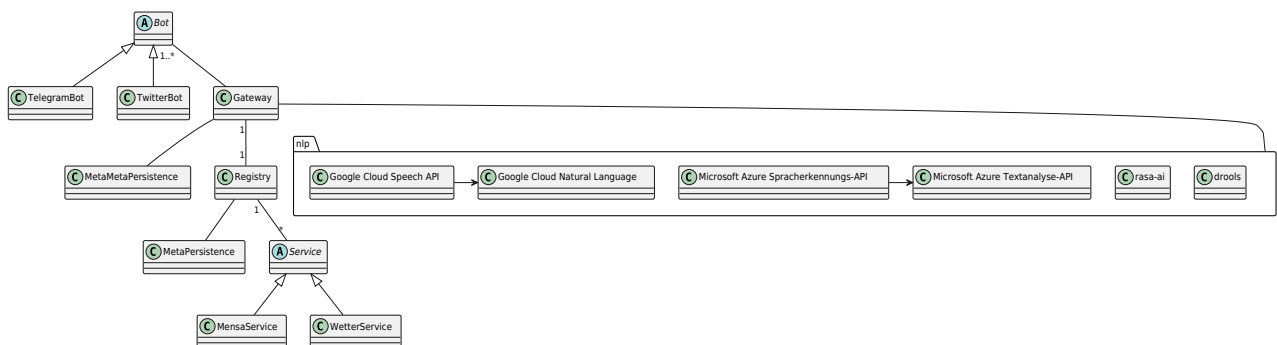 A Bot
1..*
C TelegramBot
C TwitterBot
C Gateway
1
nlp
1
C MetaMetaPersistence
C Registry
C Google Cloud Speech API
C Google Cloud Natural Language
C Microsoft Azure Spracherkennungs-API
C Microsoft Azure Textanalyse-API
C rasa-ai
C drools
1
*
C MetaPersistence
A Service
C MensaService
C WetterService